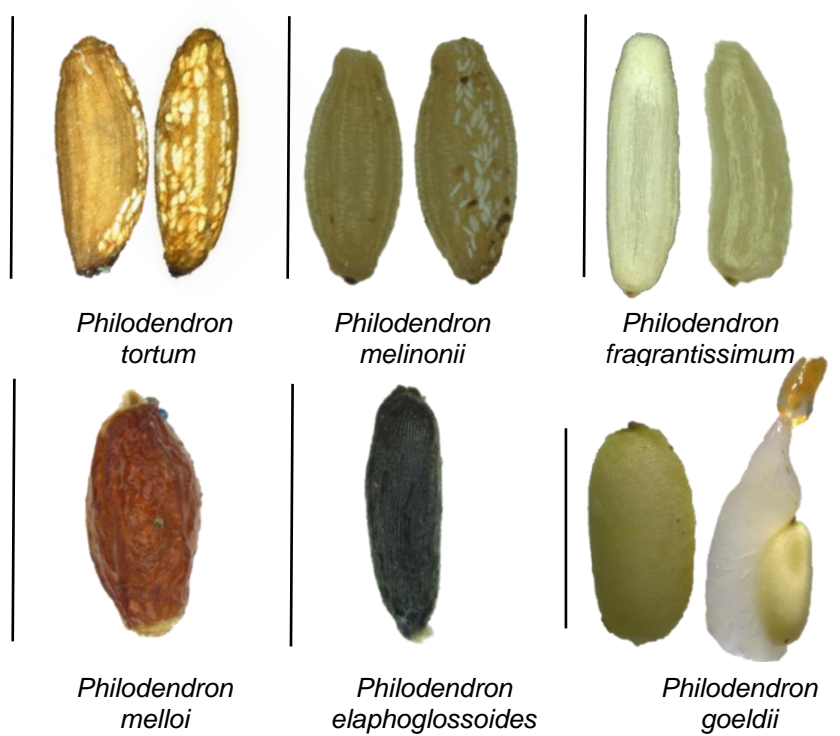 Philodendron
tortum
Philodendron
melinonii
Philodendron
fragrantissimum
Philodendron
melloi
Philodendron
elaphoglossoides
Philodendron
goeldii